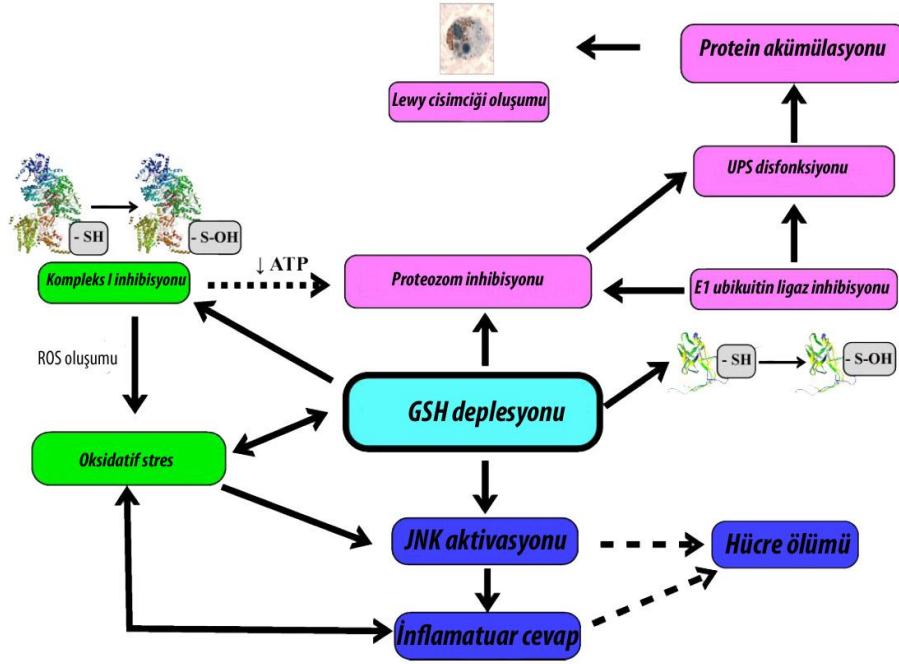 Protein akümülasyonu
Lewy cisimciği oluşumu
UPS disfonksiyonu
- SH
- S-OH
Kompleks I inhibisyonu
↓ ATP
Proteozom inhibisyonu
E1 ubikuitin ligaz inhibisyonu
ROS oluşumu
- SH
- S-OH
GSH deplesyonu
Oksidatif stres
JNK aktivasyonu
Hücre ölümü
İnflamatuar cevap